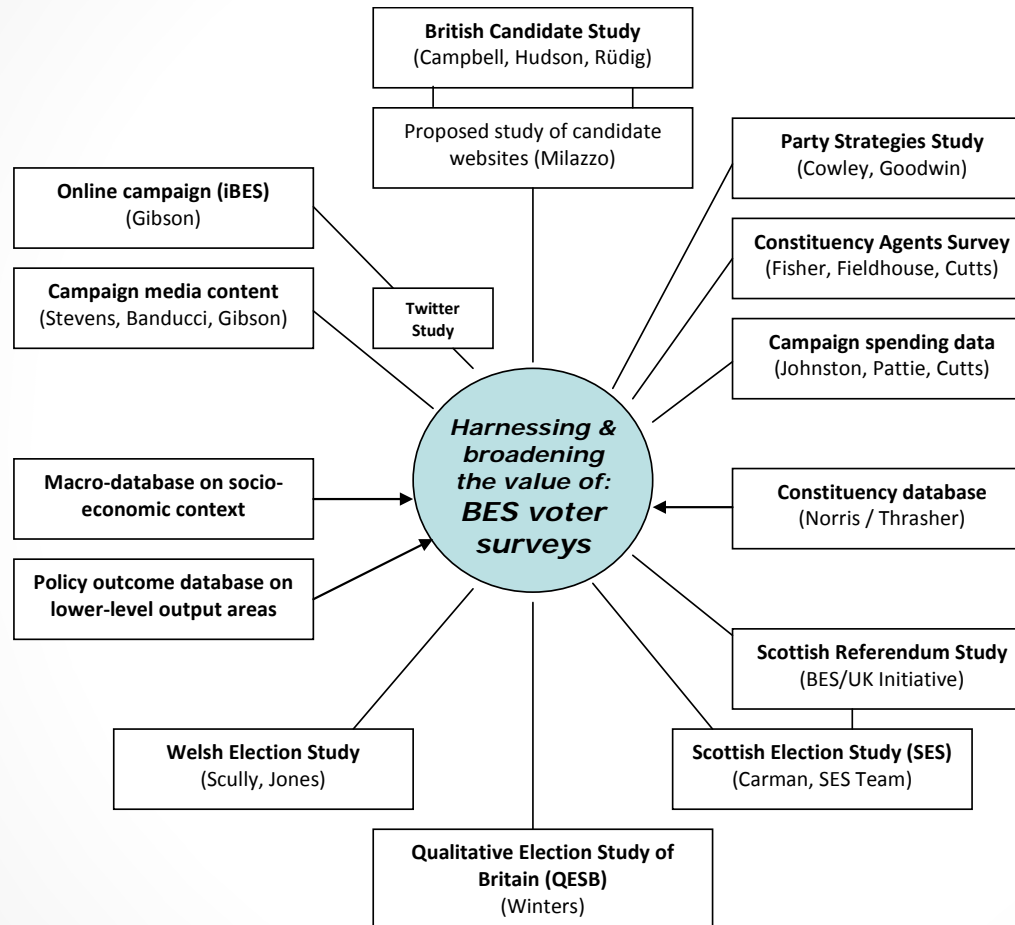 British Candidate Study
(Campbell, Hudson, Rüdig)
Proposed study of candidate
websites (Milazzo)
Party Strategies Study
(Cowley, Goodwin)
Online campaign (iBES)
(Gibson)
Constituency Agents Survey
(Fisher, Fieldhouse, Cutts)
Campaign media content
(Stevens, Banducci, Gibson)
Twitter
Study
Campaign spending data
(Johnston, Pattie, Cutts)
Harnessing &
broadening
the value of:
BES voter
surveys
Macro-database on socio-
economic context
Constituency database
(Norris / Thrasher)
Policy outcome database on
lower-level output areas
Scottish Referendum Study
(BES/UK Initiative)
Welsh Election Study
(Scully, Jones)
Scottish Election Study (SES)
(Carman, SES Team)
Qualitative Election Study of
Britain (QESB)
(Winters)